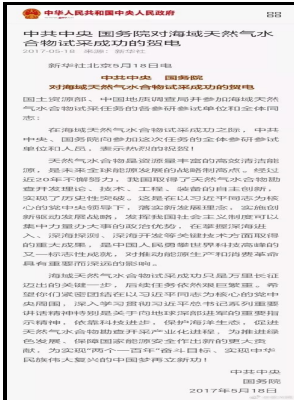 中华人民共和国中央人民政府
中共中央 国务院对海域天然气水
合物试采成功的贺电
2017-05-18 来源：新华社
新华社北京5月18日电
中共中央 国务院
对海域天然气水合物试采成功的贺电
国土资源部、中国地质调查局并参加海域天然
气水合物试采任务的各参研参试单位和全体同
志：
在海域天然气水合物试采成功之际，中共
中央、国务院向参加这次任务的全体参研参试单
位和人员，表示热烈的祝贺！
天然气水合物是资源量丰富的高效清洁能
源，是未来全球能源发展的战略制高点。经过
近20年不懈努力，我国取得了天然气水合物勘
查开发理论、技术、工程、装备的自主创新，
实现了历史性突破。这是在以习近平同志为核
心的党中央领导下，落实新发展理念，实施创
新驱动发展战略，发挥我国社会主义制度可以
集中力量办大事的政治优势，在掌握深海进
入、深海探测、深海开发等关键技术方面取得
的重大成果，是中国人民勇攀世界科技高峰的
又一标志性成就，对推动能源生产和消费革命
具有重要而深远的影响。
海域天然气水合物试采成功只是万里长征
迈出的关键一步，后续任务依然艰巨繁重。希
望你们紧密团结在以习近平同志为核心的党中
央周围，深入学习贯彻习近平总书记系列重要
讲话精神特别是关于向地球深部进军的重要指
示精神，依靠科技进步，保护海洋生态，促进
天然气水合物勘查开采产业化进程，为推进绿
色发展、保障国家能源安全作出新的更大贡
献，为实现“两个一百年”奋斗目标、实现中华
民族伟大复兴的中国梦再立新功！
中共中央
国务院
2017年5月18日